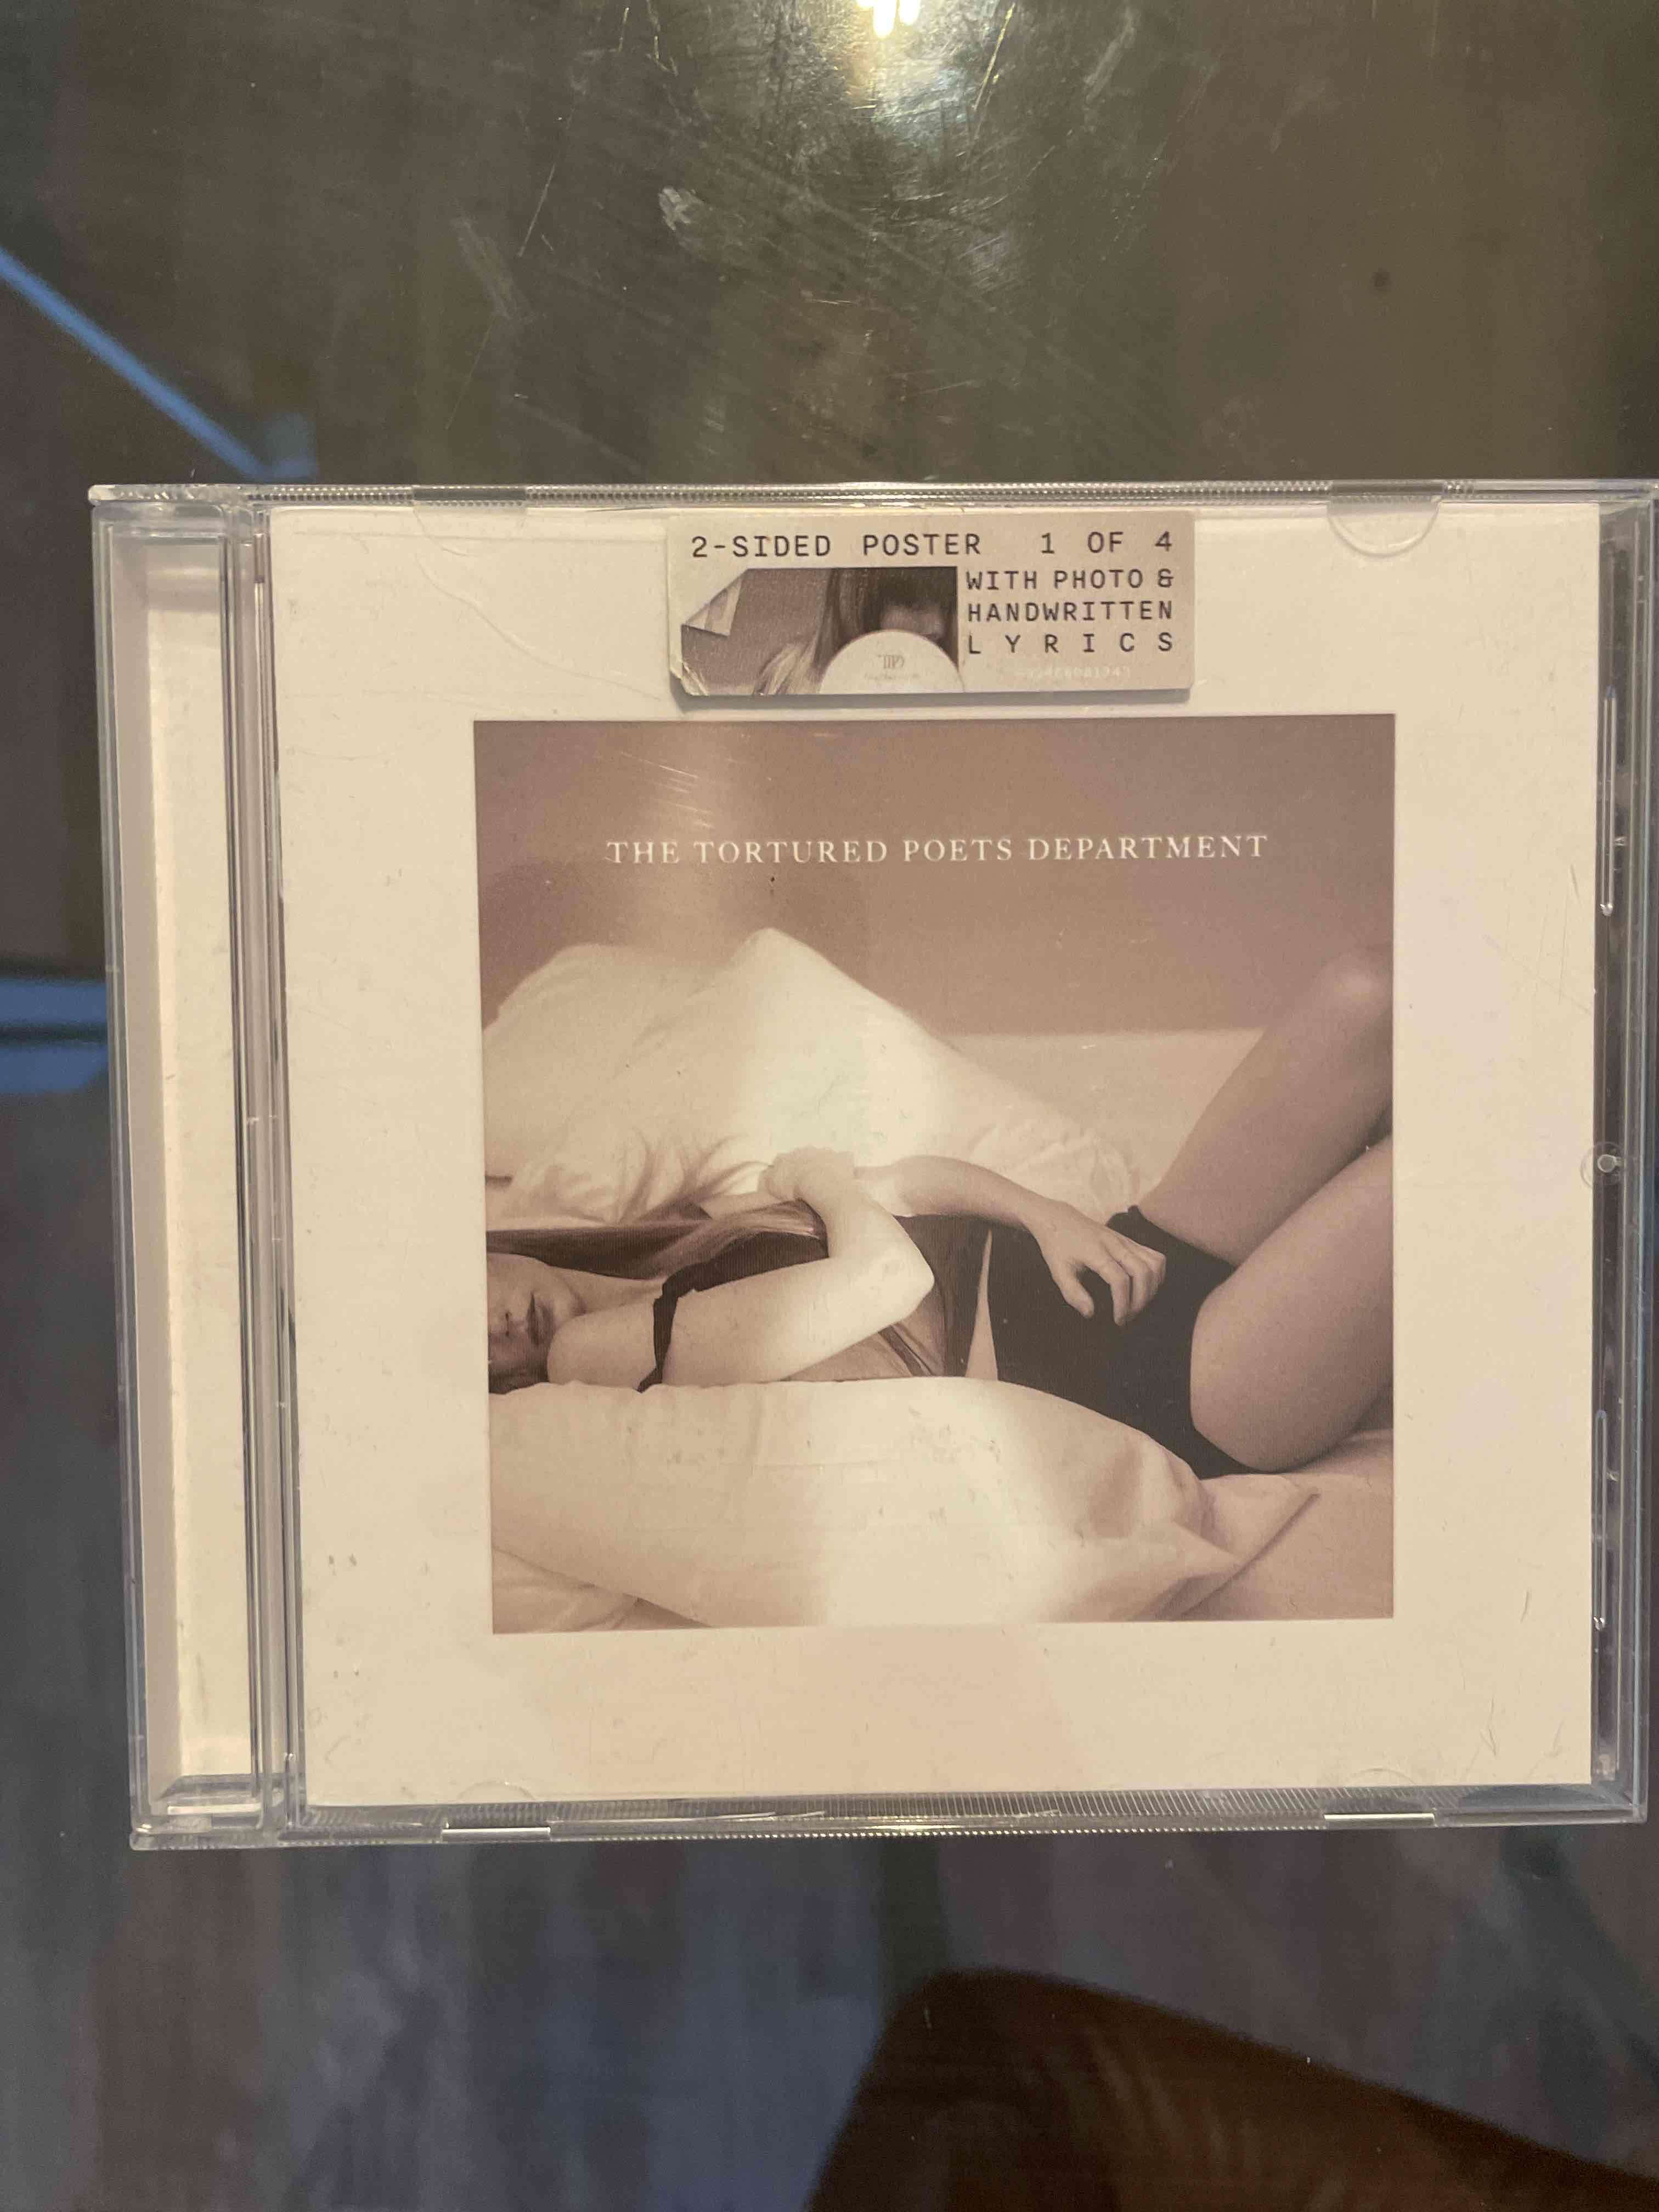 2-SIDED POSTER 1 OF 4
WITH PHOTO &
HANDWRITTEN
LYRICS
THE TORTURED POETS DEPARTMENT